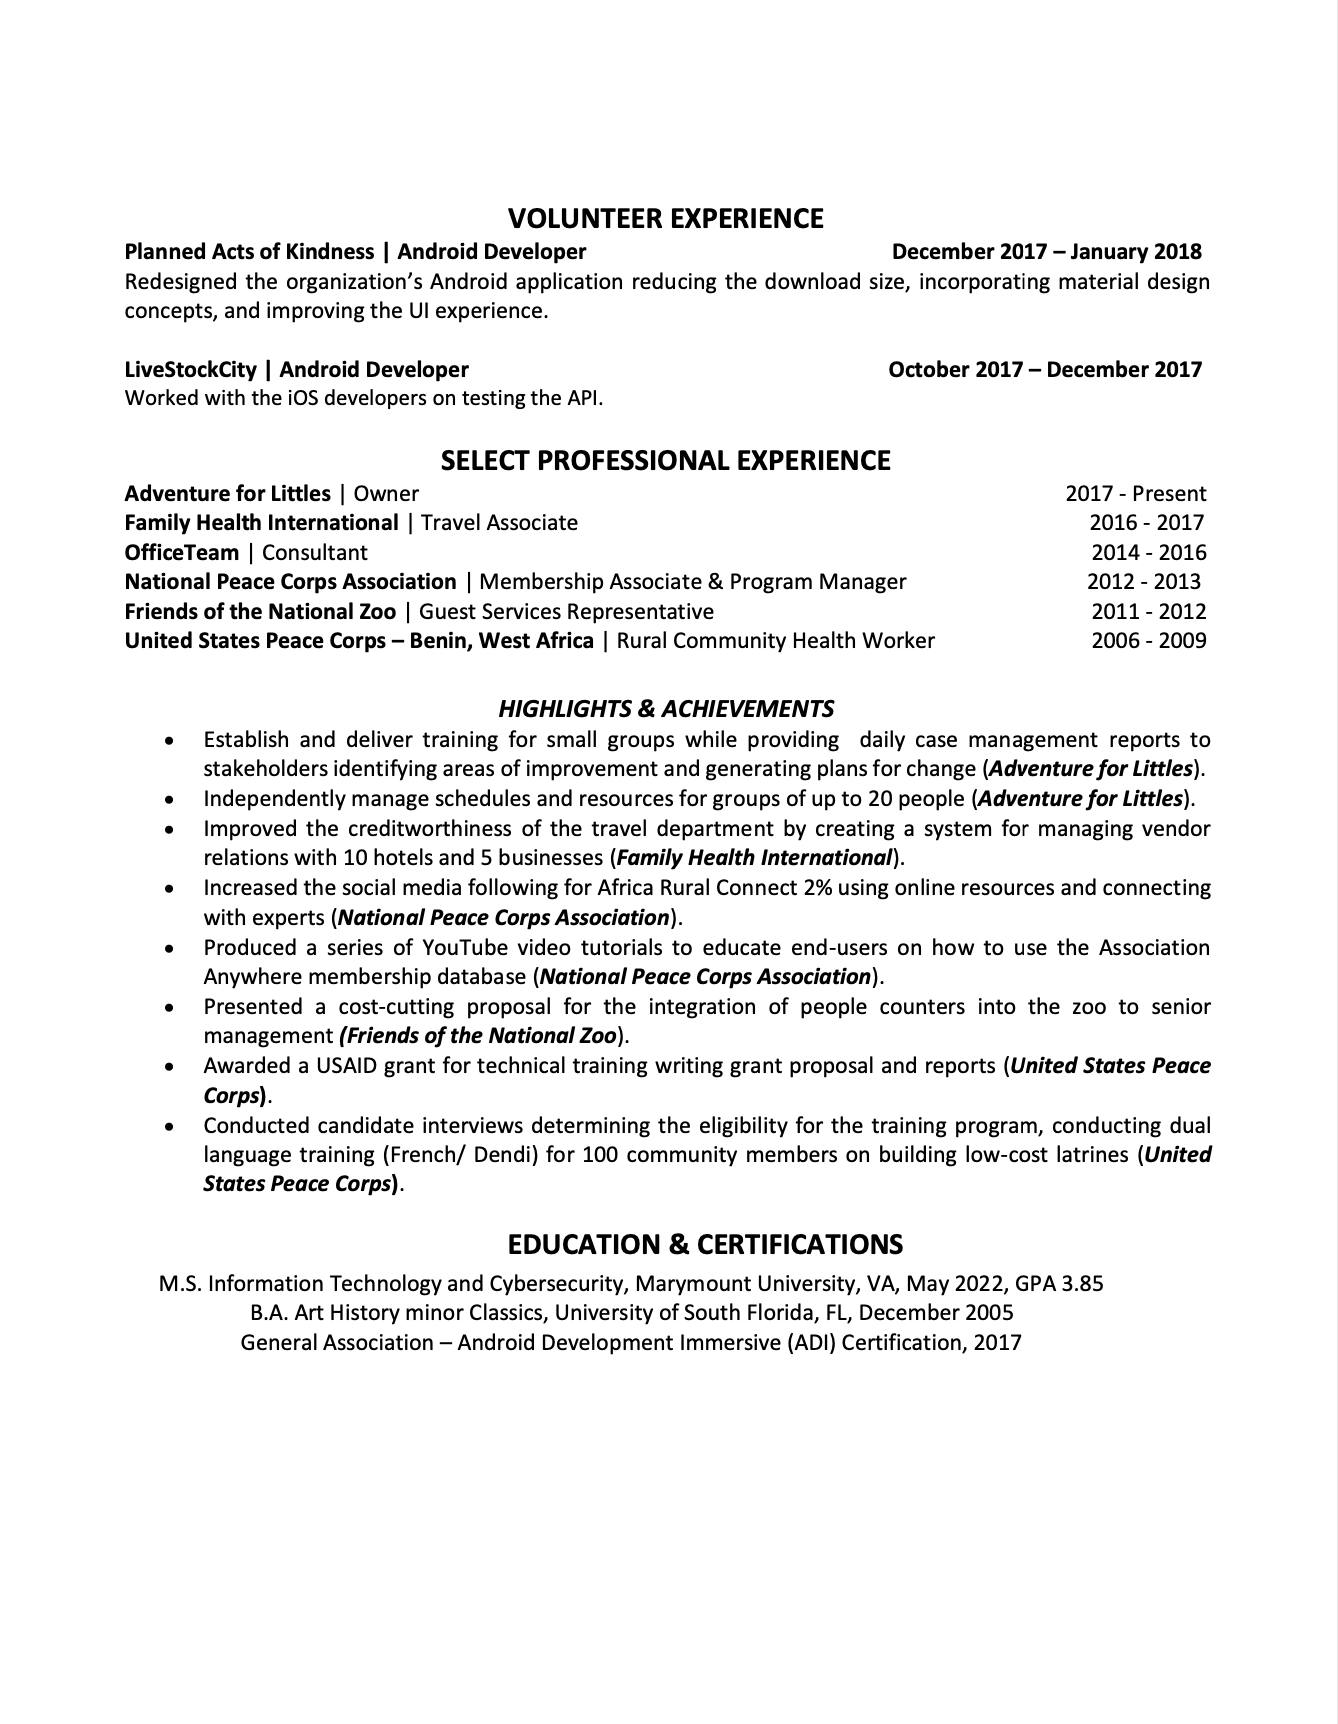 VOLUNTEER EXPERIENCE
Planned Acts of Kindness | Android Developer December 2017 – January 2018
Redesigned the organization’s Android application reducing the download size, incorporating material design
concepts, and improving the UI experience.
LiveStockCity | Android Developer October 2017 – December 2017
Worked with the iOS developers on testing the API.
SELECT PROFESSIONAL EXPERIENCE
Adventure for Littles | Owner 2017 - Present
Family Health International | Travel Associate 2016 - 2017
OfficeTeam | Consultant 2014 - 2016
National Peace Corps Association | Membership Associate & Program Manager 2012 - 2013
Friends of the National Zoo | Guest Services Representative 2011 - 2012
United States Peace Corps – Benin, West Africa | Rural Community Health Worker 2006 - 2009
HIGHLIGHTS & ACHIEVEMENTS
• Establish and deliver training for small groups while providing  daily case management reports to
stakeholders identifying areas of improvement and generating plans for change (Adventure for Littles).
• Independently manage schedules and resources for groups of up to 20 people (Adventure for Littles).
• Improved the creditworthiness of the travel department by creating a system for managing vendor
relations with 10 hotels and 5 businesses (Family Health International).
• Increased the social media following for Africa Rural Connect 2% using online resources and connecting
with experts (National Peace Corps Association).
• Produced a series of YouTube video tutorials to educate end-users on how to use the Association
Anywhere membership database (National Peace Corps Association).
• Presented a cost-cutting proposal for the integration of people counters into the zoo to senior
management (Friends of the National Zoo).
• Awarded a USAID grant for technical training writing grant proposal and reports (United States Peace
Corps).
• Conducted candidate interviews determining the eligibility for the training program, conducting dual
language training (French/ Dendi) for 100 community members on building low-cost latrines (United
States Peace Corps).
EDUCATION & CERTIFICATIONS
M.S. Information Technology and Cybersecurity, Marymount University, VA, May 2022, GPA 3.85
B.A. Art History minor Classics, University of South Florida, FL, December 2005
General Association – Android Development Immersive (ADI) Certification, 2017